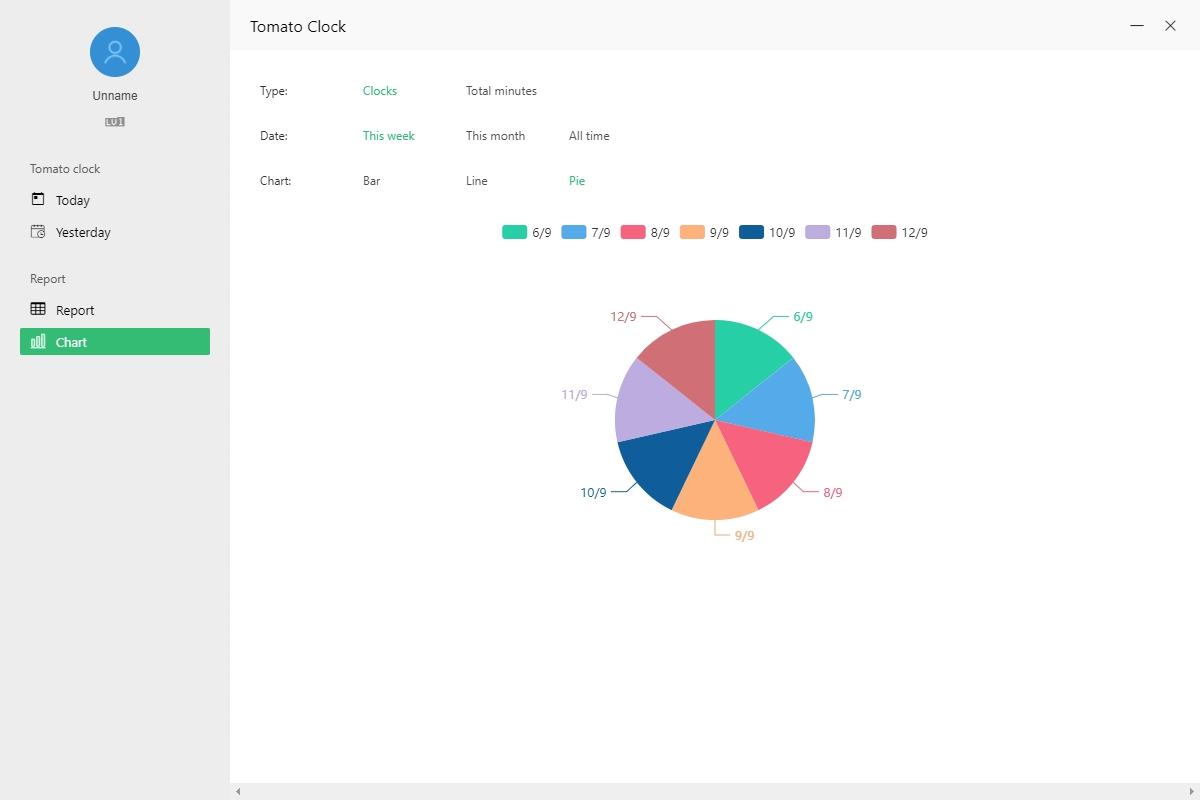 Tomato Clock
Unname
LV1
Tomato clock
Today
Yesterday
Report
Report
Chart
Type: Clocks Total minutes
Date: This week This month All time
Chart: Bar Line Pie
6/9 7/9 8/9 9/9 10/9 11/9 12/9
12/9 6/9
11/9 7/9
10/9 8/9
9/9